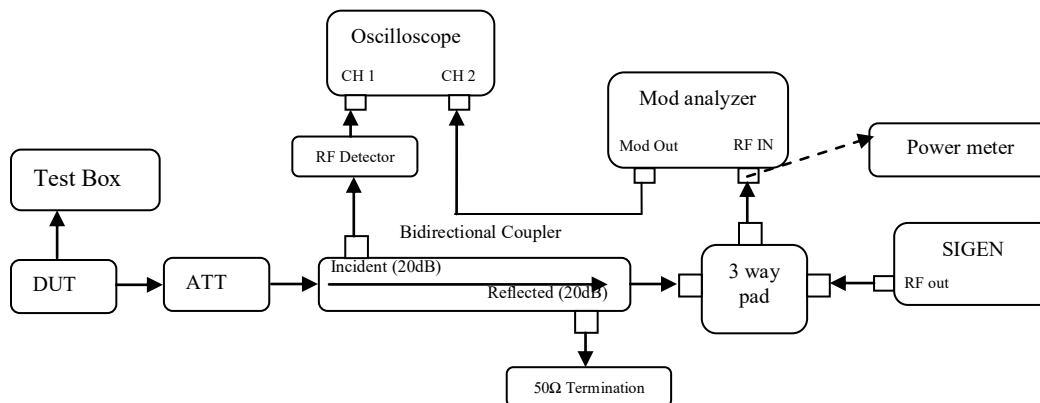 Oscilloscope
CH 1
CH 2
Mod analyzer
Mod Out
RF IN
Power meter
RF Detector
Test Box
Bidirectional Coupler
DUT
ATT
Incident (20dB)
Reflected (20dB)
3 way
pad
SIGEN
RF out
50Ω Termination